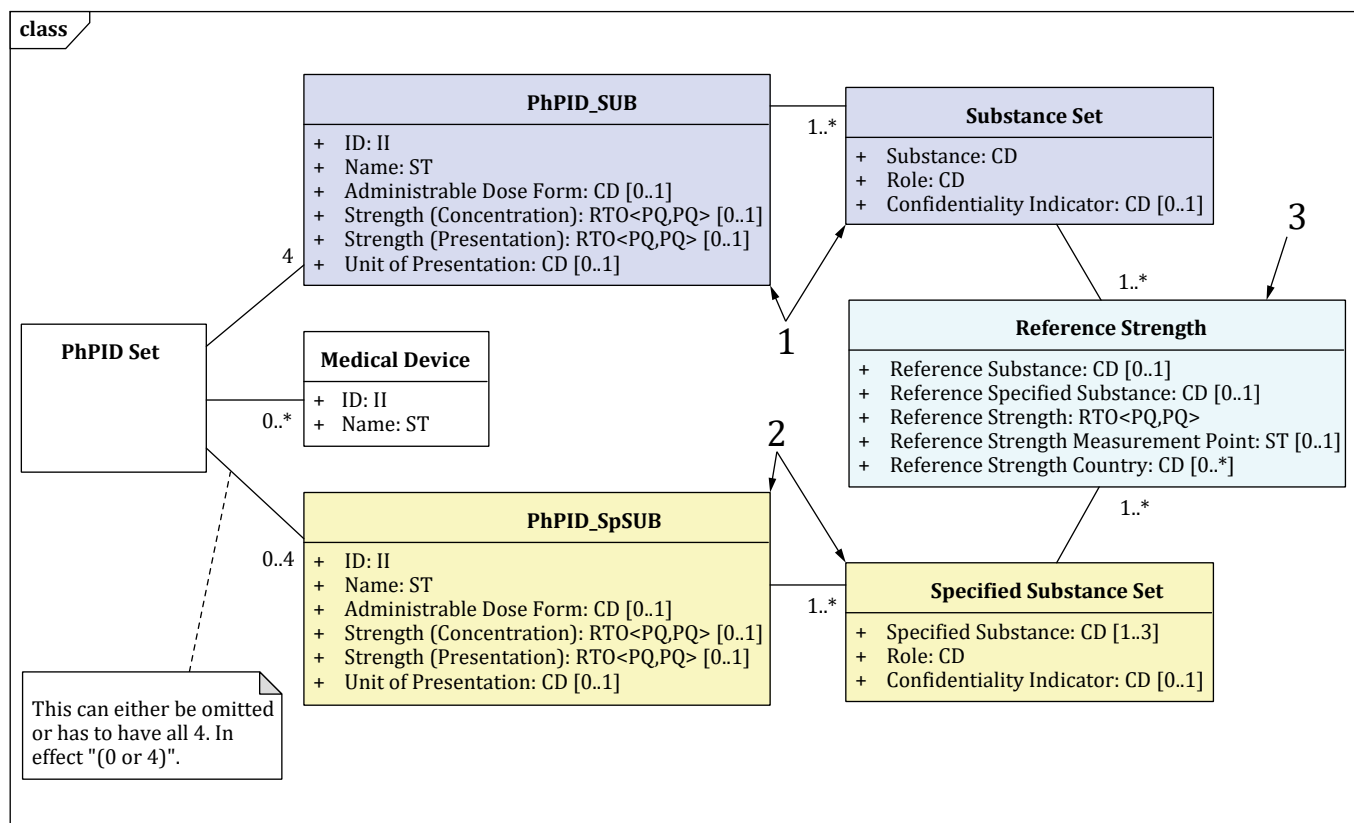 class
PhPID_SUB
+ ID: II
+ Name: ST
+ Administrable Dose Form: CD [0..1]
+ Strength (Concentration): RTO<PQ,PQ> [0..1]
+ Strength (Presentation): RTO<PQ,PQ> [0..1]
+ Unit of Presentation: CD [0..1]
1..*
Substance Set
+ Substance: CD
+ Role: CD
+ Confidentiality Indicator: CD [0..1]
3
4
1
1..*
PhPID Set
Medical Device
+ ID: II
+ Name: ST
0..*
Reference Strength
+ Reference Substance: CD [0..1]
+ Reference Specified Substance: CD [0..1]
+ Reference Strength: RTO<PQ,PQ>
+ Reference Strength Measurement Point: ST [0..1]
+ Reference Strength Country: CD [0..*]
2
1..*
0..4
PhPID_SpSUB
+ ID: II
+ Name: ST
+ Administrable Dose Form: CD [0..1]
+ Strength (Concentration): RTO<PQ,PQ> [0..1]
+ Strength (Presentation): RTO<PQ,PQ> [0..1]
+ Unit of Presentation: CD [0..1]
1..*
Specified Substance Set
+ Specified Substance: CD [1..3]
+ Role: CD
+ Confidentiality Indicator: CD [0..1]
This can either be omitted
or has to have all 4. In
effect "(0 or 4)".